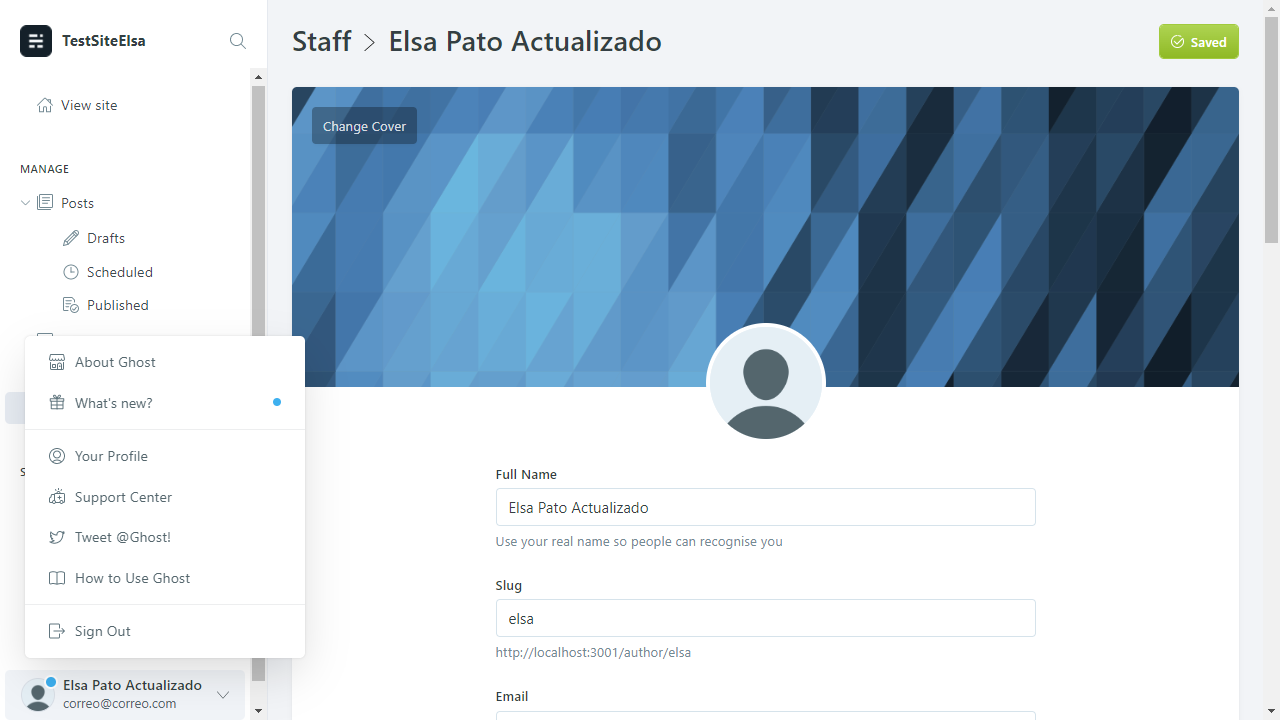 TestSiteElsa
View site
MANAGE
Posts
Drafts
Scheduled
Published
About Ghost
What's new?
Your Profile
Support Center
Tweet @Ghost!
How to Use Ghost
Sign Out
Elsa Pato Actualizado
correo@correo.com
Staff > Elsa Pato Actualizado
Saved
Change Cover
Full Name
Elsa Pato Actualizado
Use your real name so people can recognise you
Slug
elsa
http://localhost:3001/author/elsa
Email